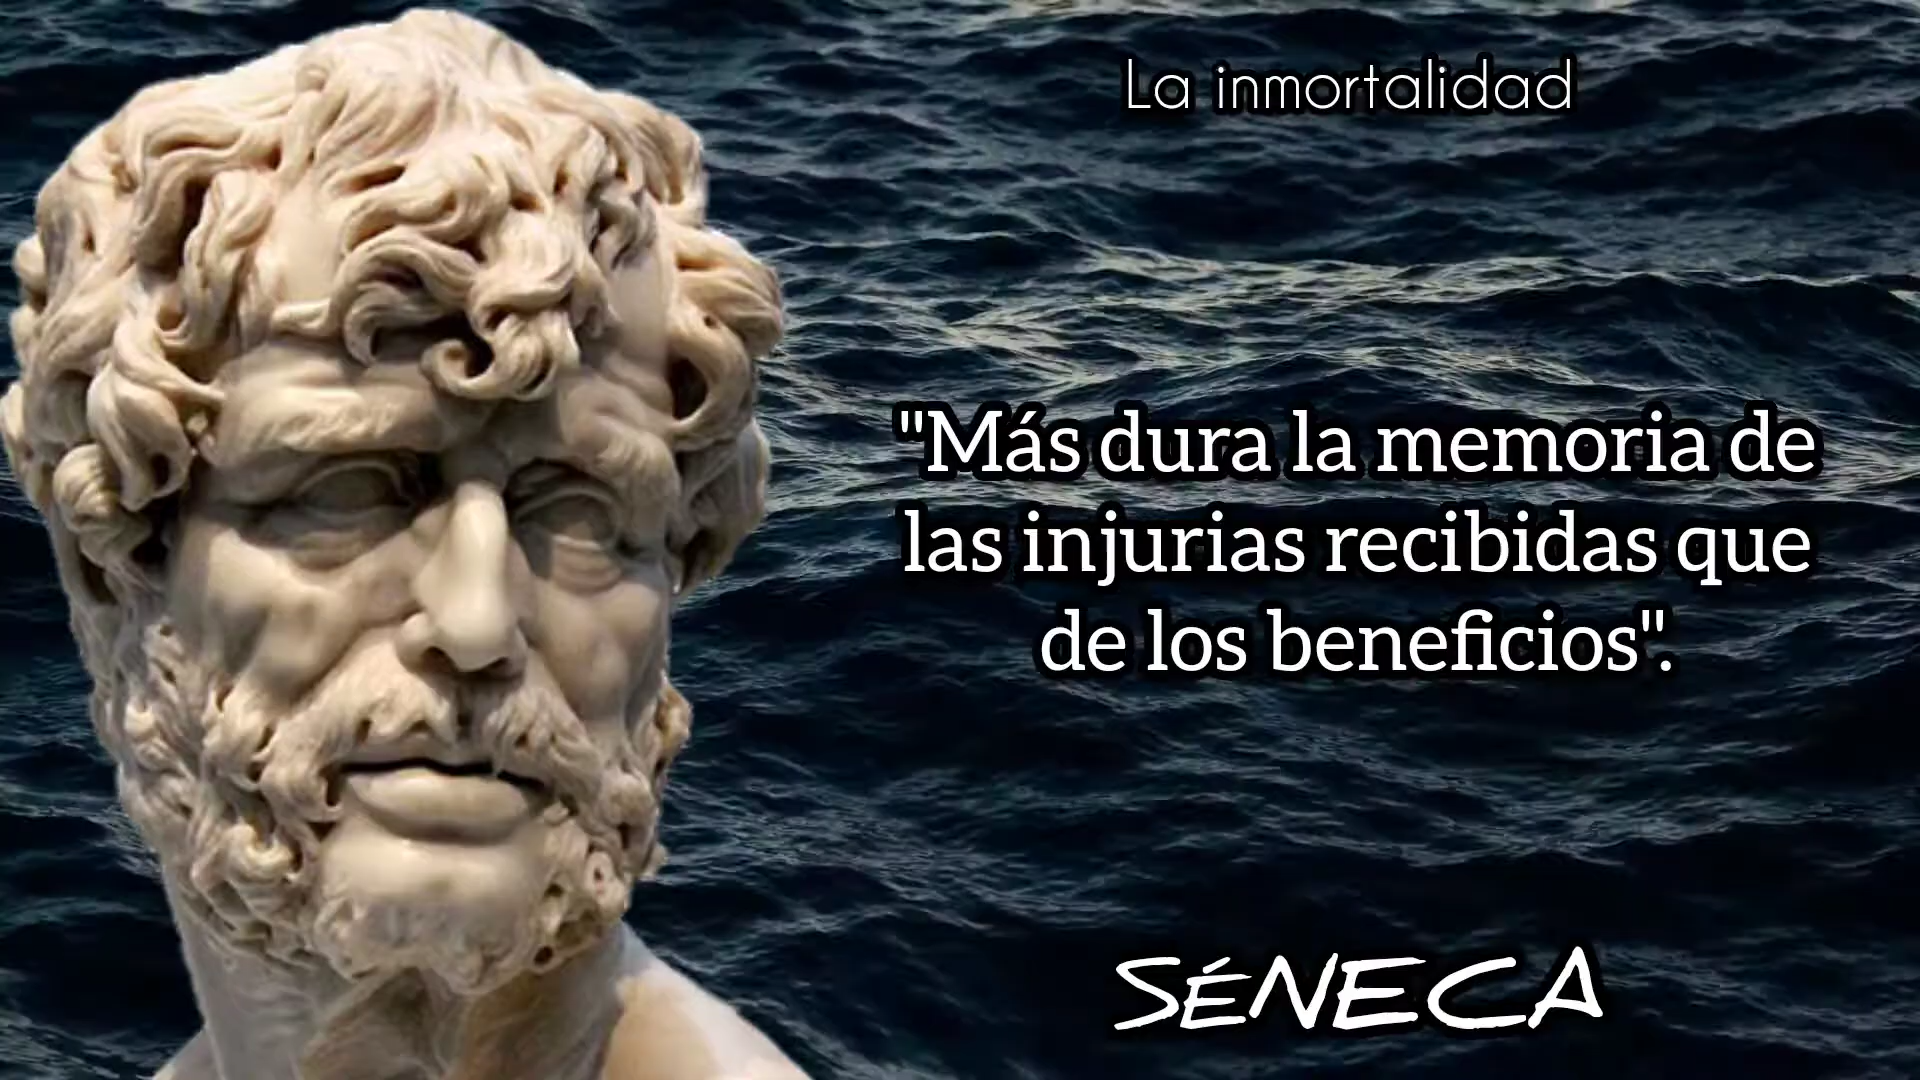 La inmortalidad
"Más dura la memoria de
las injurias recibidas que
de los beneficios".
SÉNECA